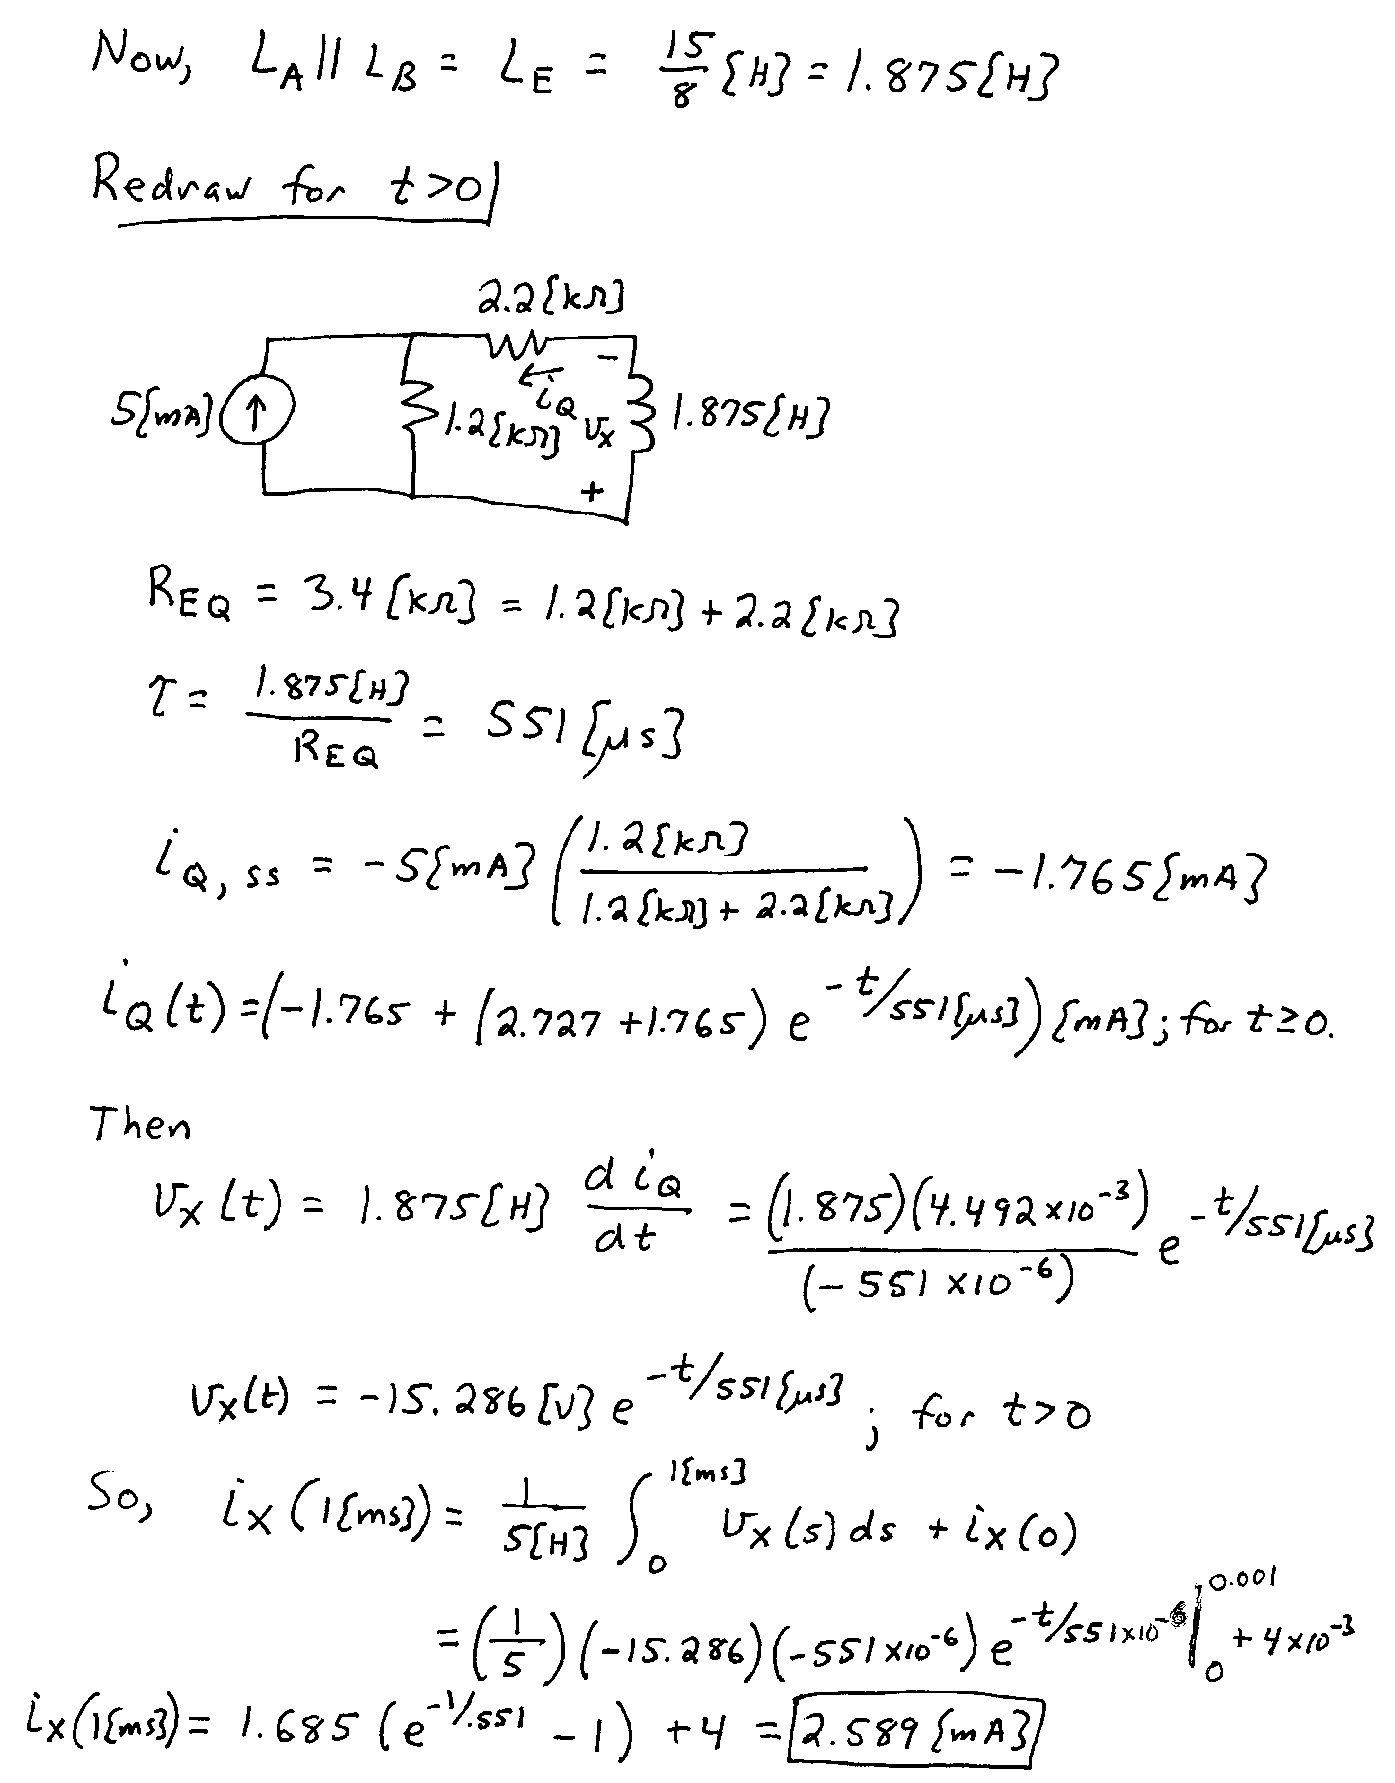 Now, L_A || L_B = L_E = 15/8 {H} = 1.875{H}
Redraw for t>0
2.2{kΩ}
5{mA}
↑
1.2{kΩ}
← i_Q
−
v_X
+
1.875{H}
R_EQ = 3.4{kΩ} = 1.2{kΩ} + 2.2{kΩ}
τ = 1.875{H} / R_EQ = 551{μs}
i_Q,ss = -5{mA} (1.2{kΩ} / 1.2{kΩ} + 2.2{kΩ}) = -1.765{mA}
i_Q(t) = (-1.765 + (2.727 + 1.765) e^-t/551{μs}) {mA}; for t≥0.
Then
v_X(t) = 1.875{H} d i_Q / dt = (1.875)(4.492×10^-3) / (-551×10^-6) e^-t/551{μs}
v_X(t) = -15.286{V} e^-t/551{μs}; for t>0
So, i_X(1{ms}) = 1/5{H} ∫_0^1{ms} v_X(s) ds + i_X(0)
= (1/5)(-15.286)(-551×10^-6) e^-t/551×10^-6 |_0^0.001 + 4×10^-3
i_X(1{ms}) = 1.685 (e^-1/.551 - 1) + 4 = 2.589{mA}